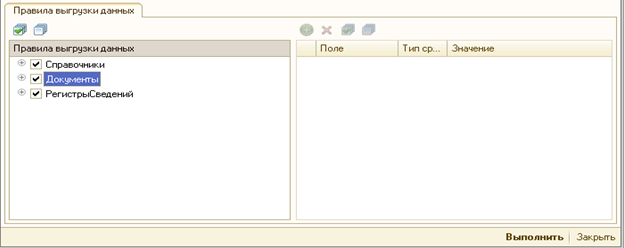 Правила выгрузки данных
Правила выгрузки данных
Поле Тип ср... Значение
Справочники
Документы
РегистрыСведений
Выполнить Закрыть